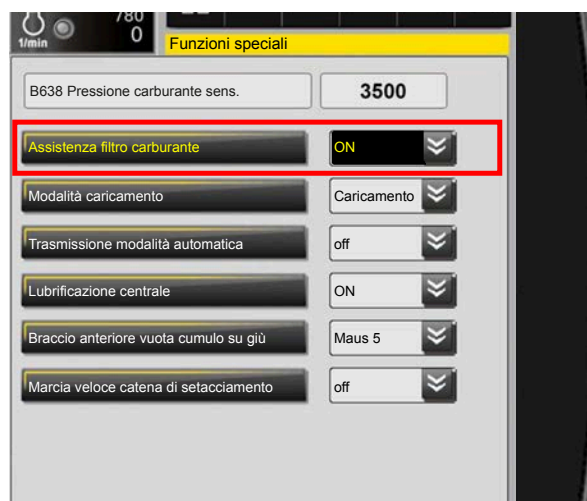 780
1/min
0
Funzioni speciali
B638 Pressione carburante sens.
3500
Assistenza filtro carburante
ON
Modalità caricamento
Caricamento
Trasmissione modalità automatica
off
Lubrificazione centrale
ON
Braccio anteriore vuota cumulo su giù
Maus 5
Marcia veloce catena di setacciamento
off